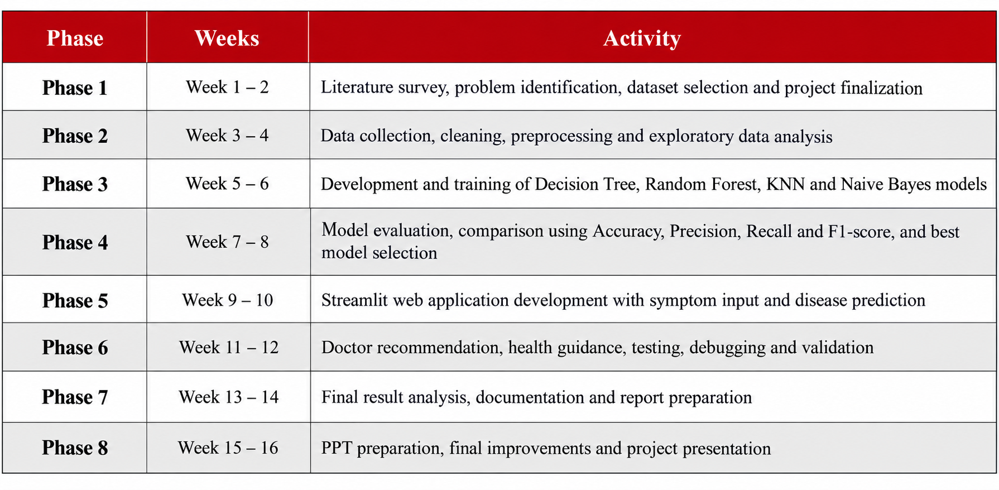 Phase Weeks Activity
Phase 1 Week 1 – 2 Literature survey, problem identification, dataset selection and project finalization
Phase 2 Week 3 – 4 Data collection, cleaning, preprocessing and exploratory data analysis
Phase 3 Week 5 – 6 Development and training of Decision Tree, Random Forest, KNN and Naive Bayes models
Phase 4 Week 7 – 8 Model evaluation, comparison using Accuracy, Precision, Recall and F1-score, and best
model selection
Phase 5 Week 9 – 10 Streamlit web application development with symptom input and disease prediction
Phase 6 Week 11 – 12 Doctor recommendation, health guidance, testing, debugging and validation
Phase 7 Week 13 – 14 Final result analysis, documentation and report preparation
Phase 8 Week 15 – 16 PPT preparation, final improvements and project presentation